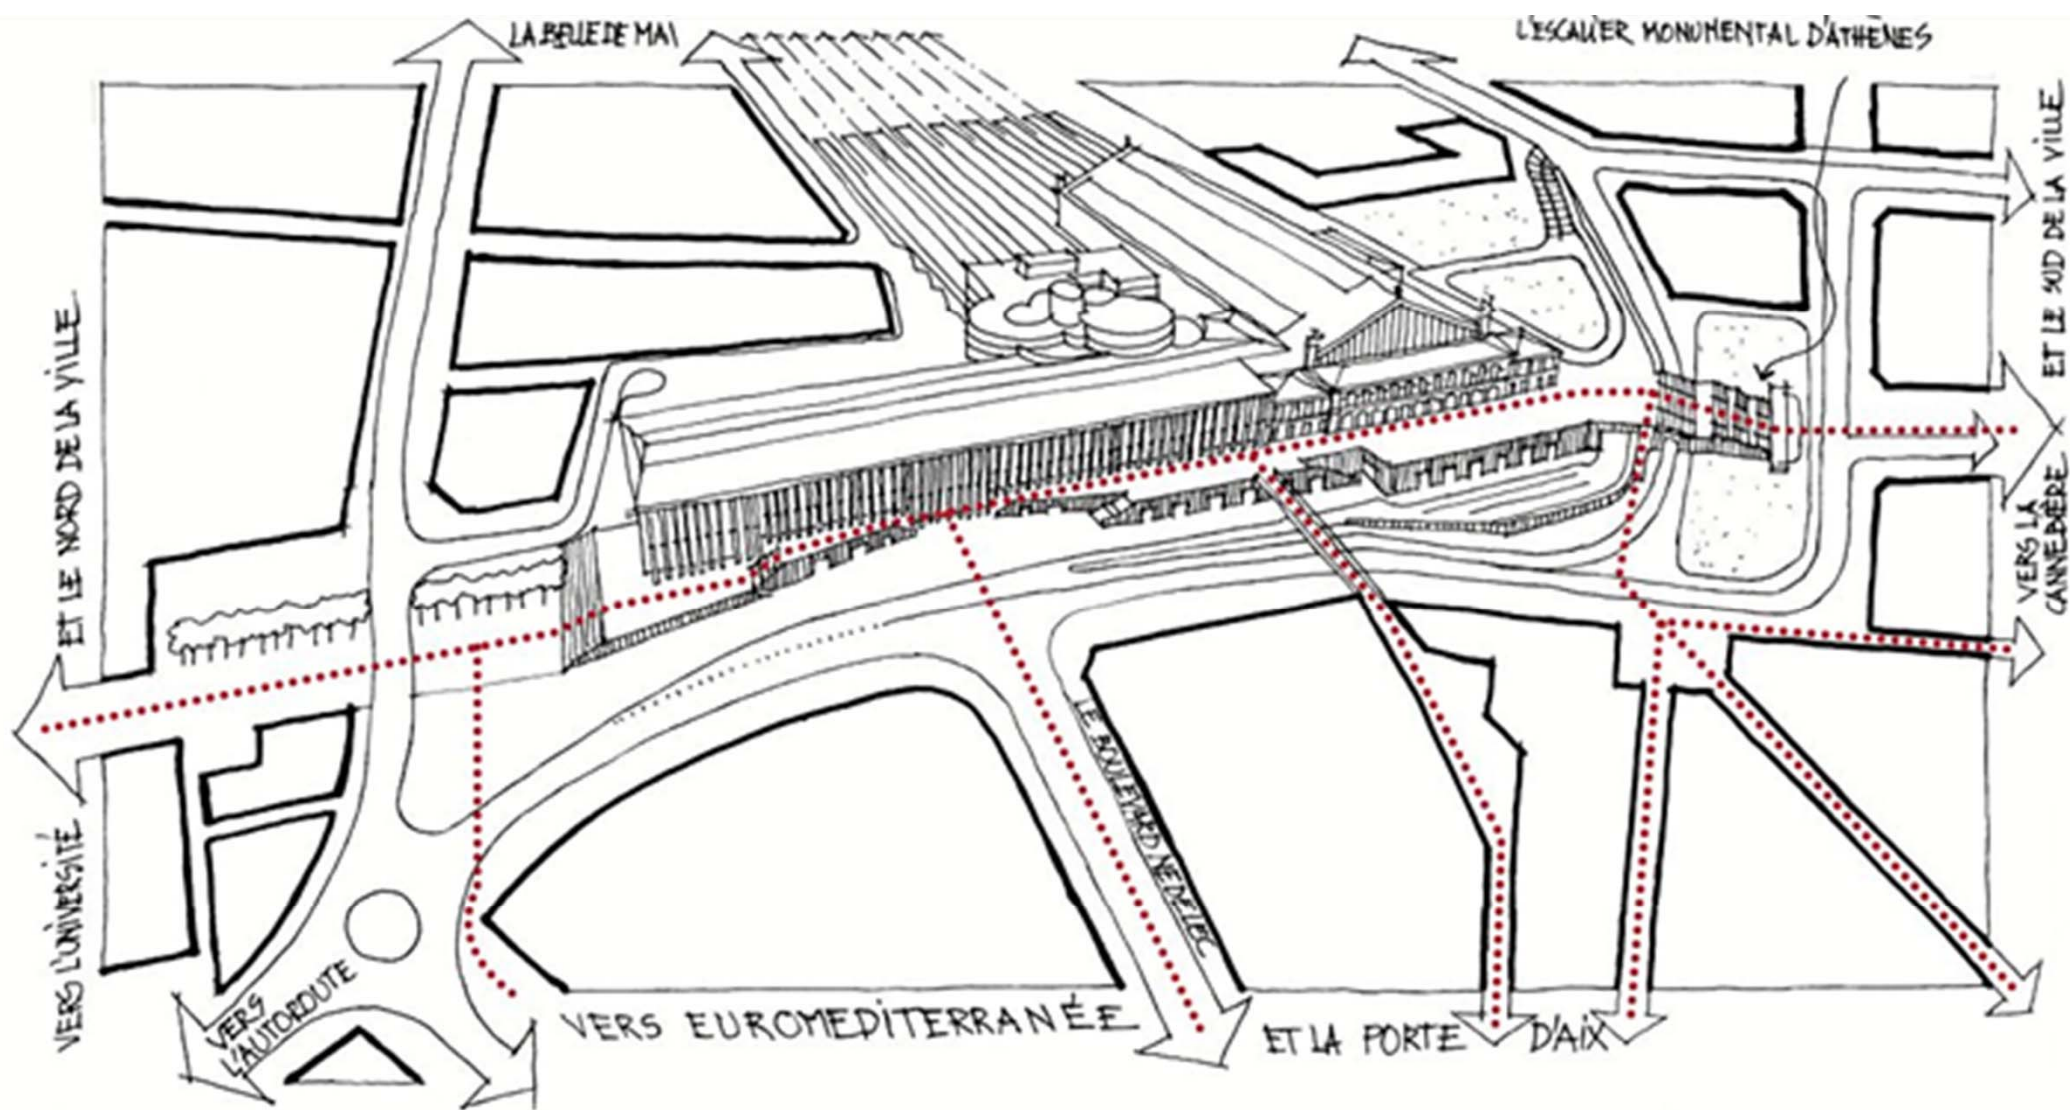 LA BELLE DE MAI
L'ESCALIER MONUMENTAL D'ATHÈNES
ET LE NORD DE LA VILLE
VERS L'UNIVERSITÉ
ET LE SUD DE LA VILLE
VERS LA
CANNEBIÈRE
LE BOULEVARD NEDELEC
VERS
L'AUTOROUTE
VERS EUROMEDITERRANÉE
ET LA PORTE D'AIX